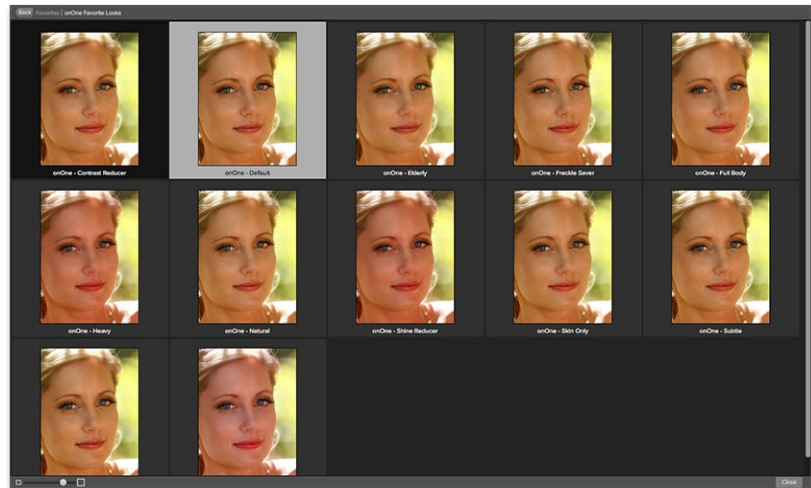 Back Favorites | onOne Favorite Looks
onOne - Contrast Reducer
onOne - Default
onOne - Elderly
onOne - Freckle Saver
onOne - Full Body
onOne - Heavy
onOne - Natural
onOne - Shine Reducer
onOne - Skin Only
onOne - Subtle
Close